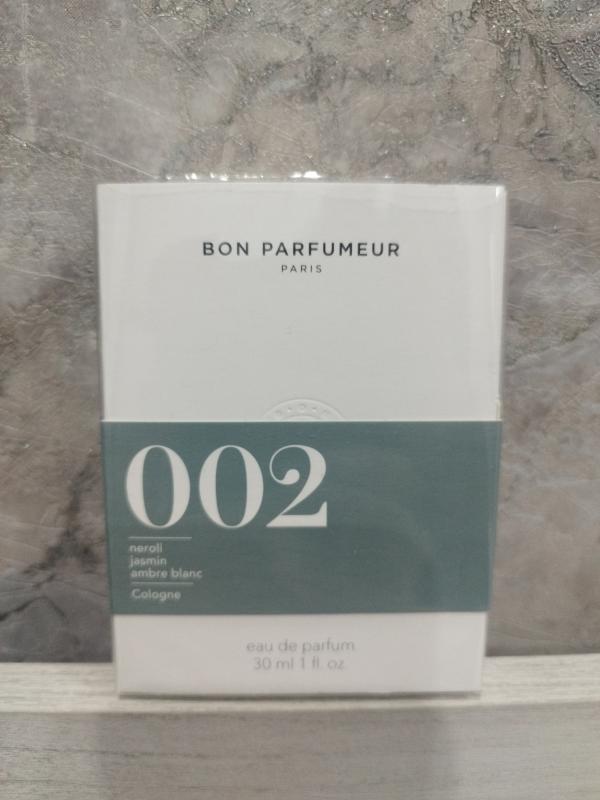 BON PARFUMEUR
PARIS
002
neroli
jasmin
ambre blanc
Cologne
eau de parfum
30 ml 1 fl. oz.